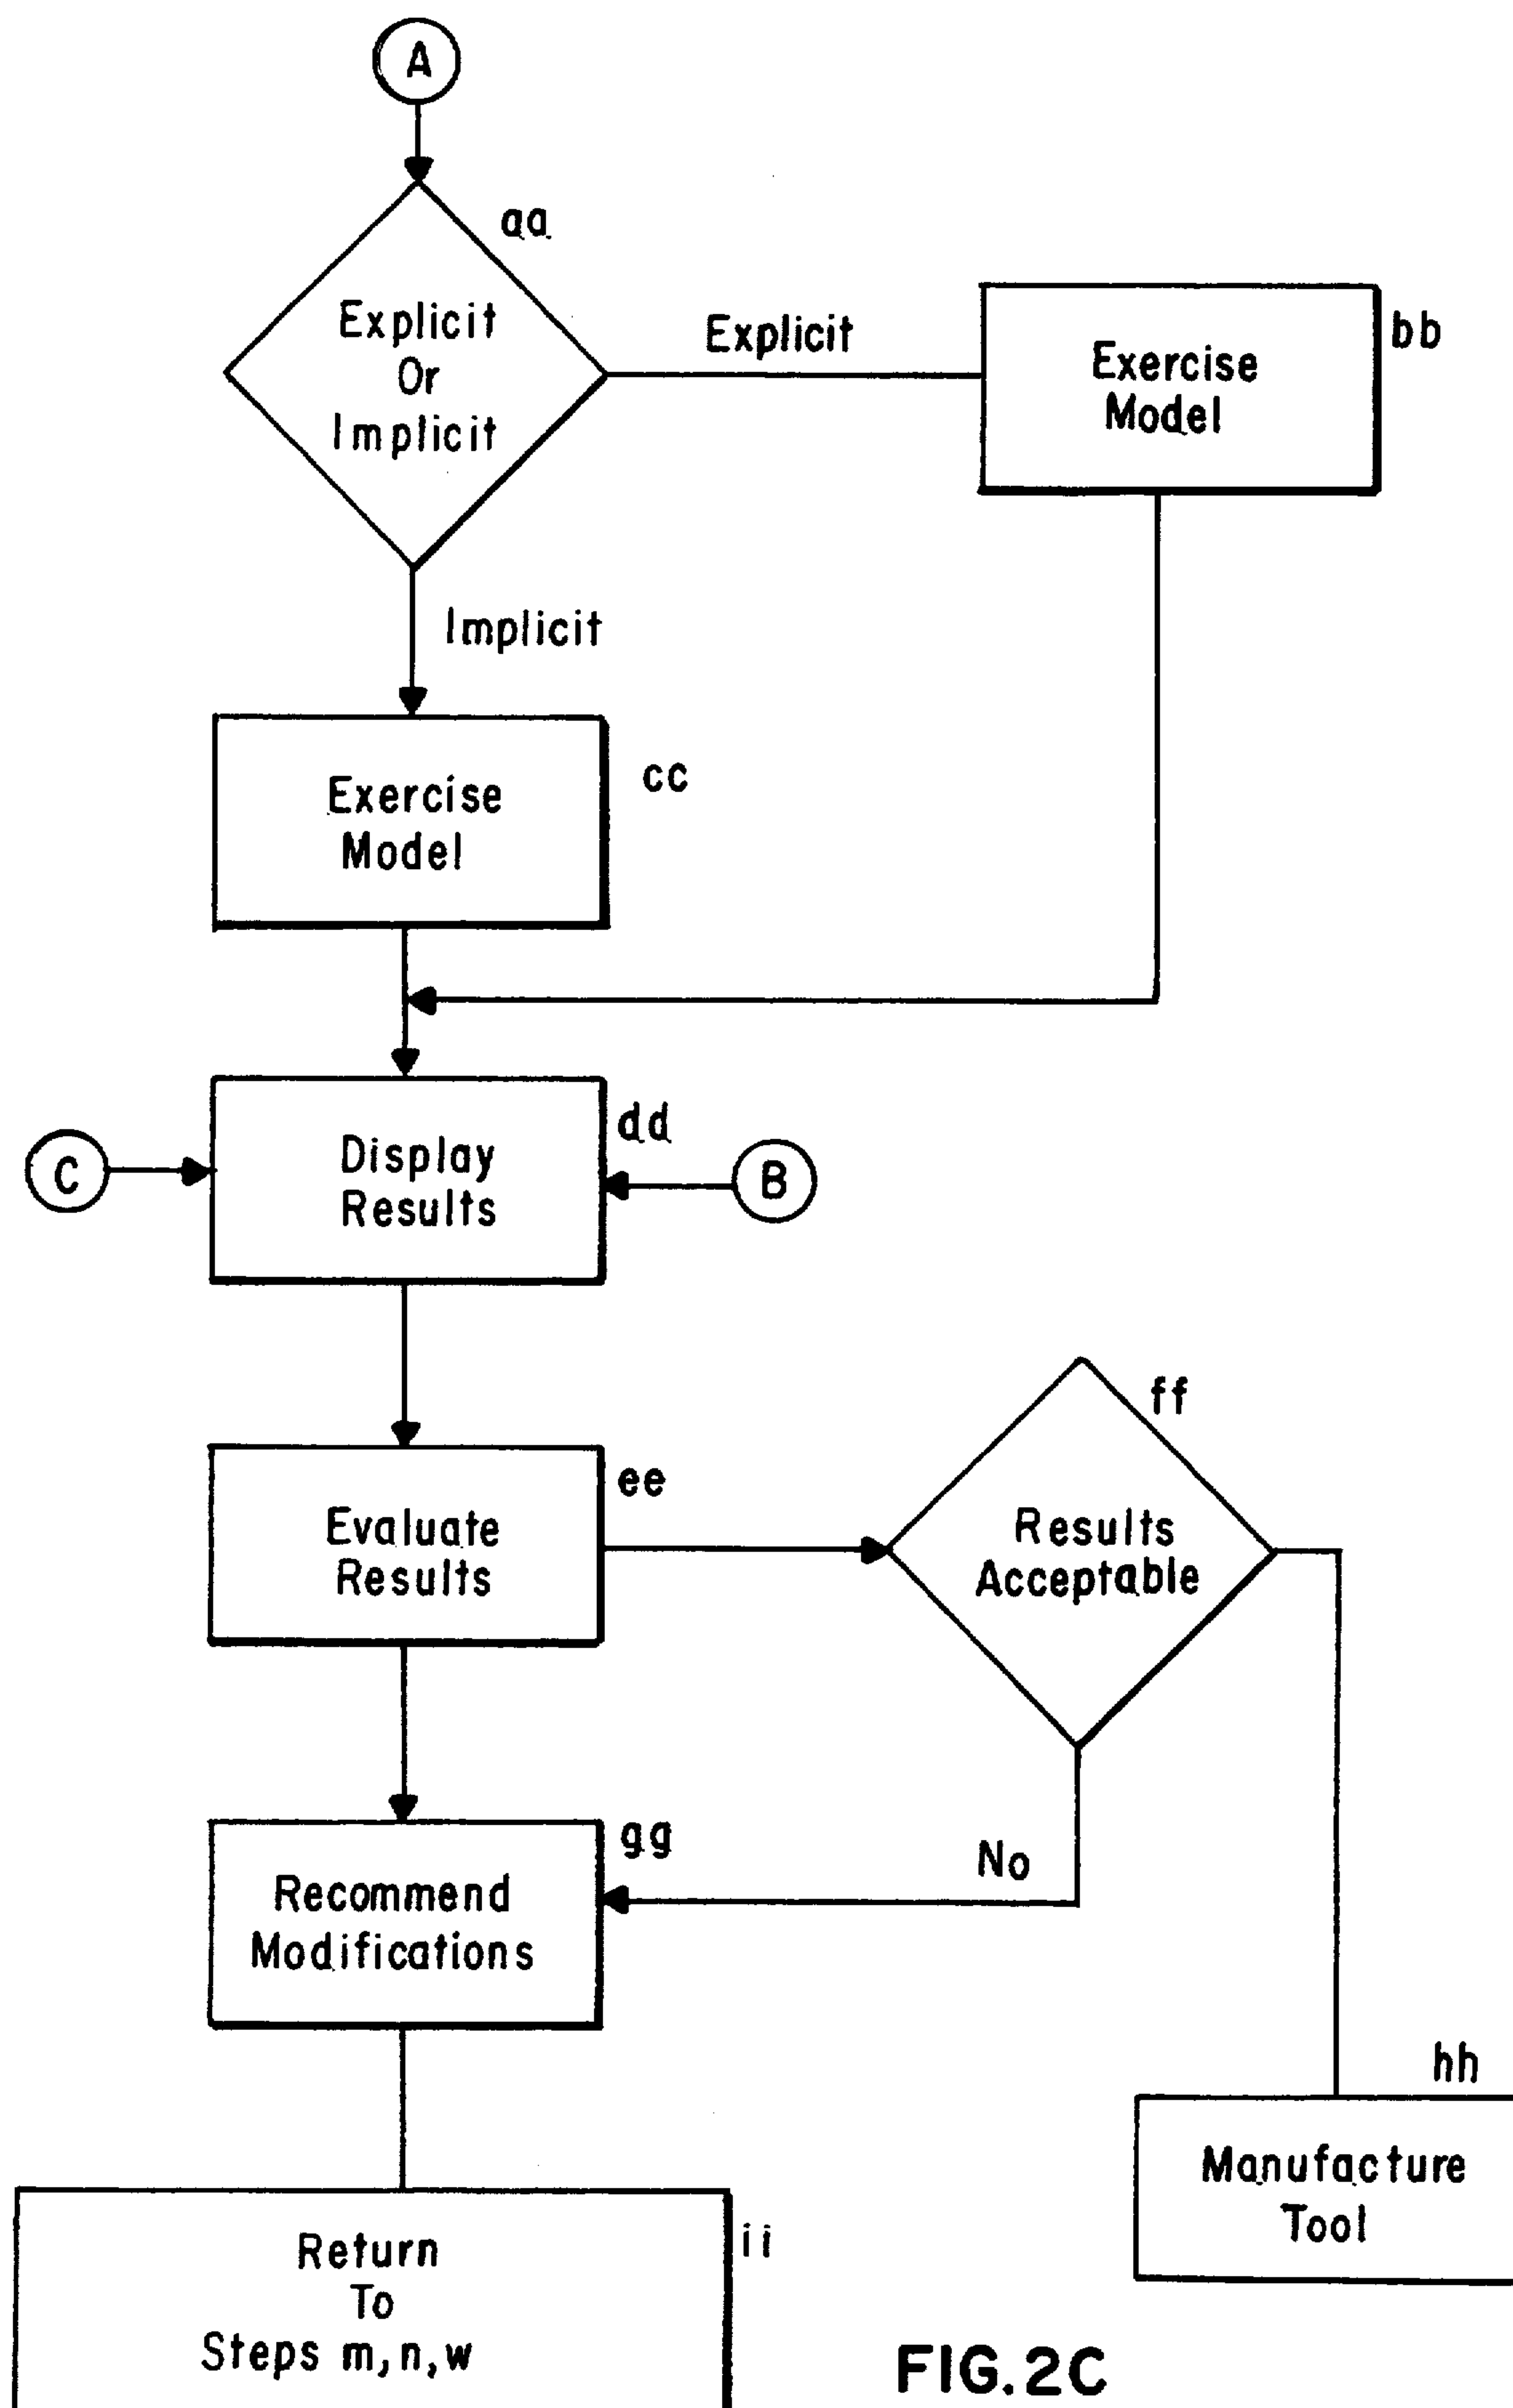 A
aa
Explicit
Or
Implicit
Explicit
Exercise
Model
bb
Implicit
Exercise
Model
cc
Display
Results
dd
C
B
Evaluate
Results
ee
Results
Acceptable
ff
Recommend
Modifications
gg
No
hh
Manufacture
Tool
Return
To
Steps m,n,w
ii
FIG.2C